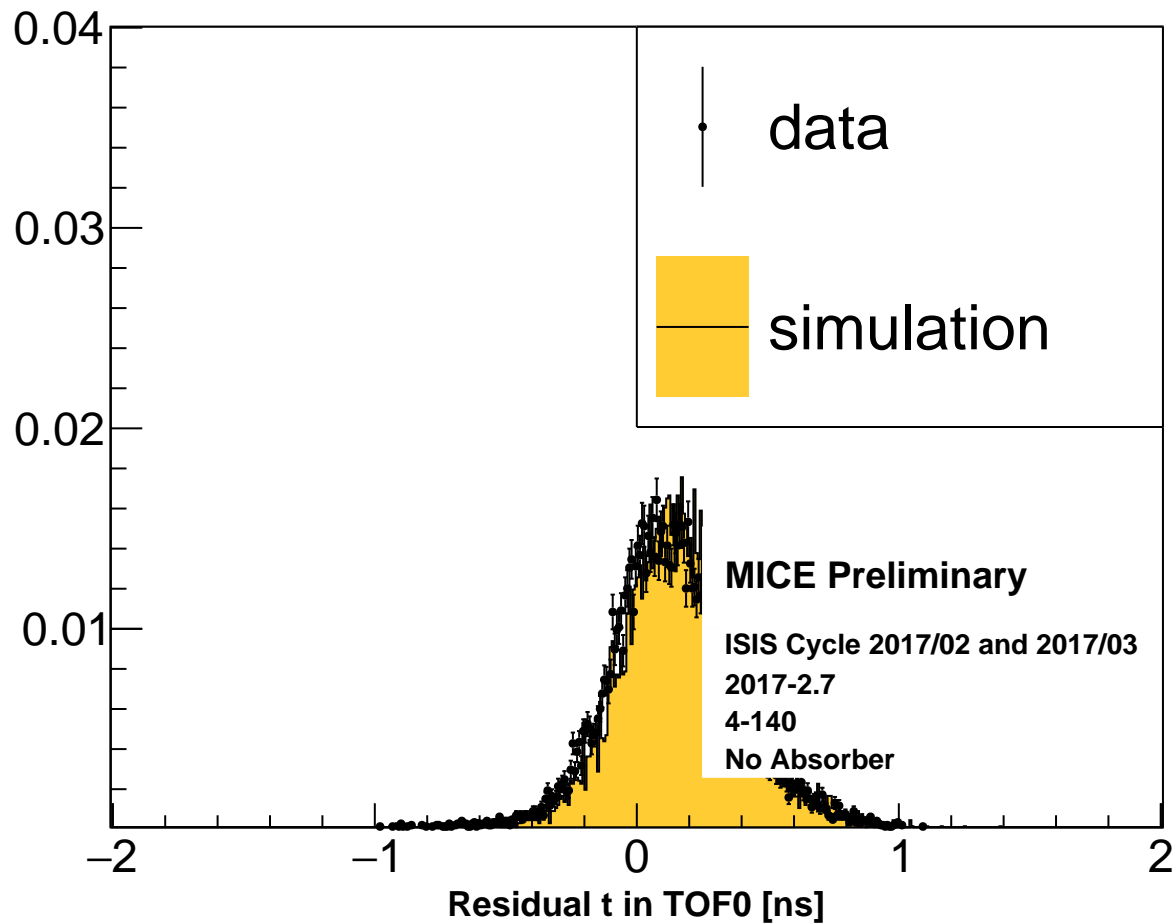 0.04
data
0.03
simulation
0.02
0.01
MICE Preliminary
ISIS Cycle 2017/02 and 2017/03
2017-2.7
4-140
No Absorber
−2 −1 0 1 2
Residual t in TOF0 [ns]